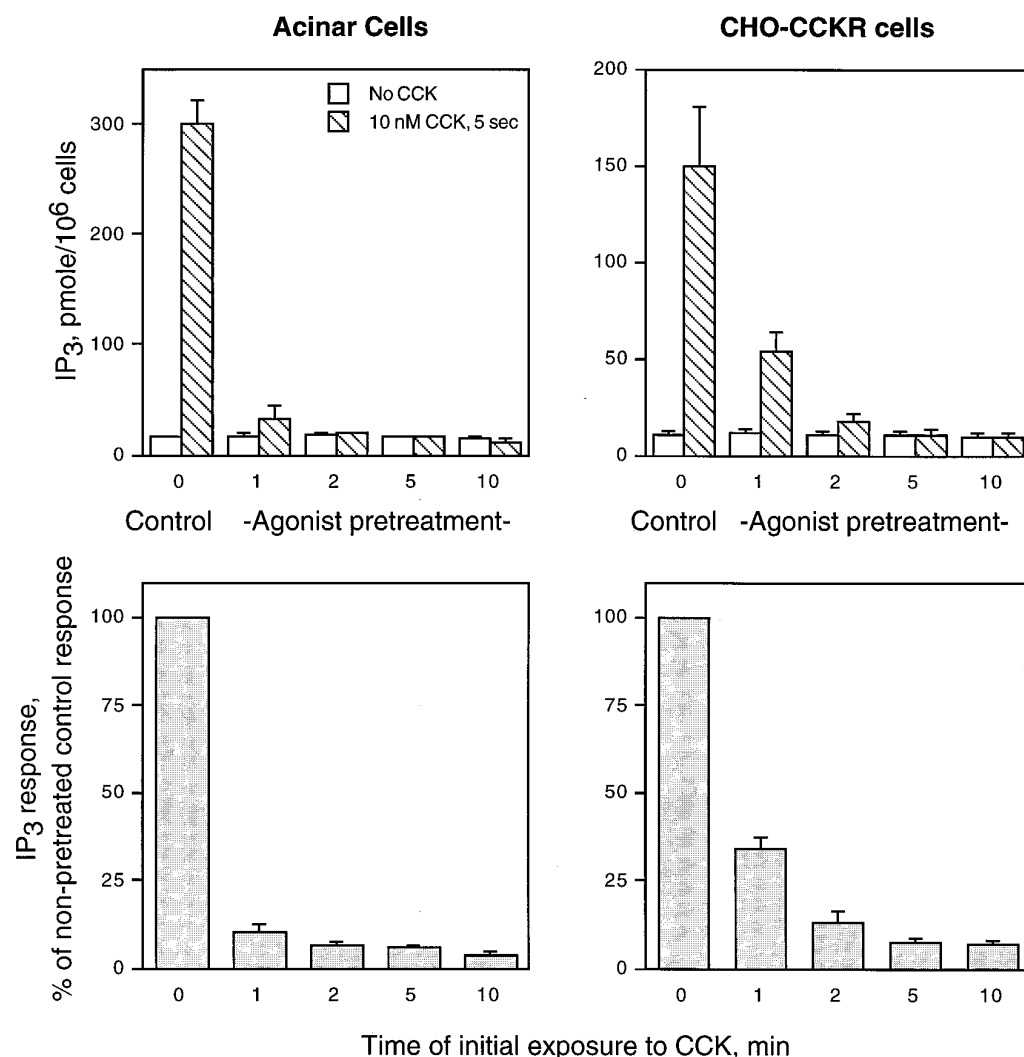 Acinar Cells
CHO-CCKR cells
No CCK
10 nM CCK, 5 sec
IP3, pmole/10^6 cells
300
200
100
0
0 1 2 5 10
Control -Agonist pretreatment-
200
150
100
50
0
0 1 2 5 10
Control -Agonist pretreatment-
IP3 response,
% of non-pretreated control response
100
75
50
25
0
0 1 2 5 10
100
75
50
25
0
0 1 2 5 10
Time of initial exposure to CCK, min